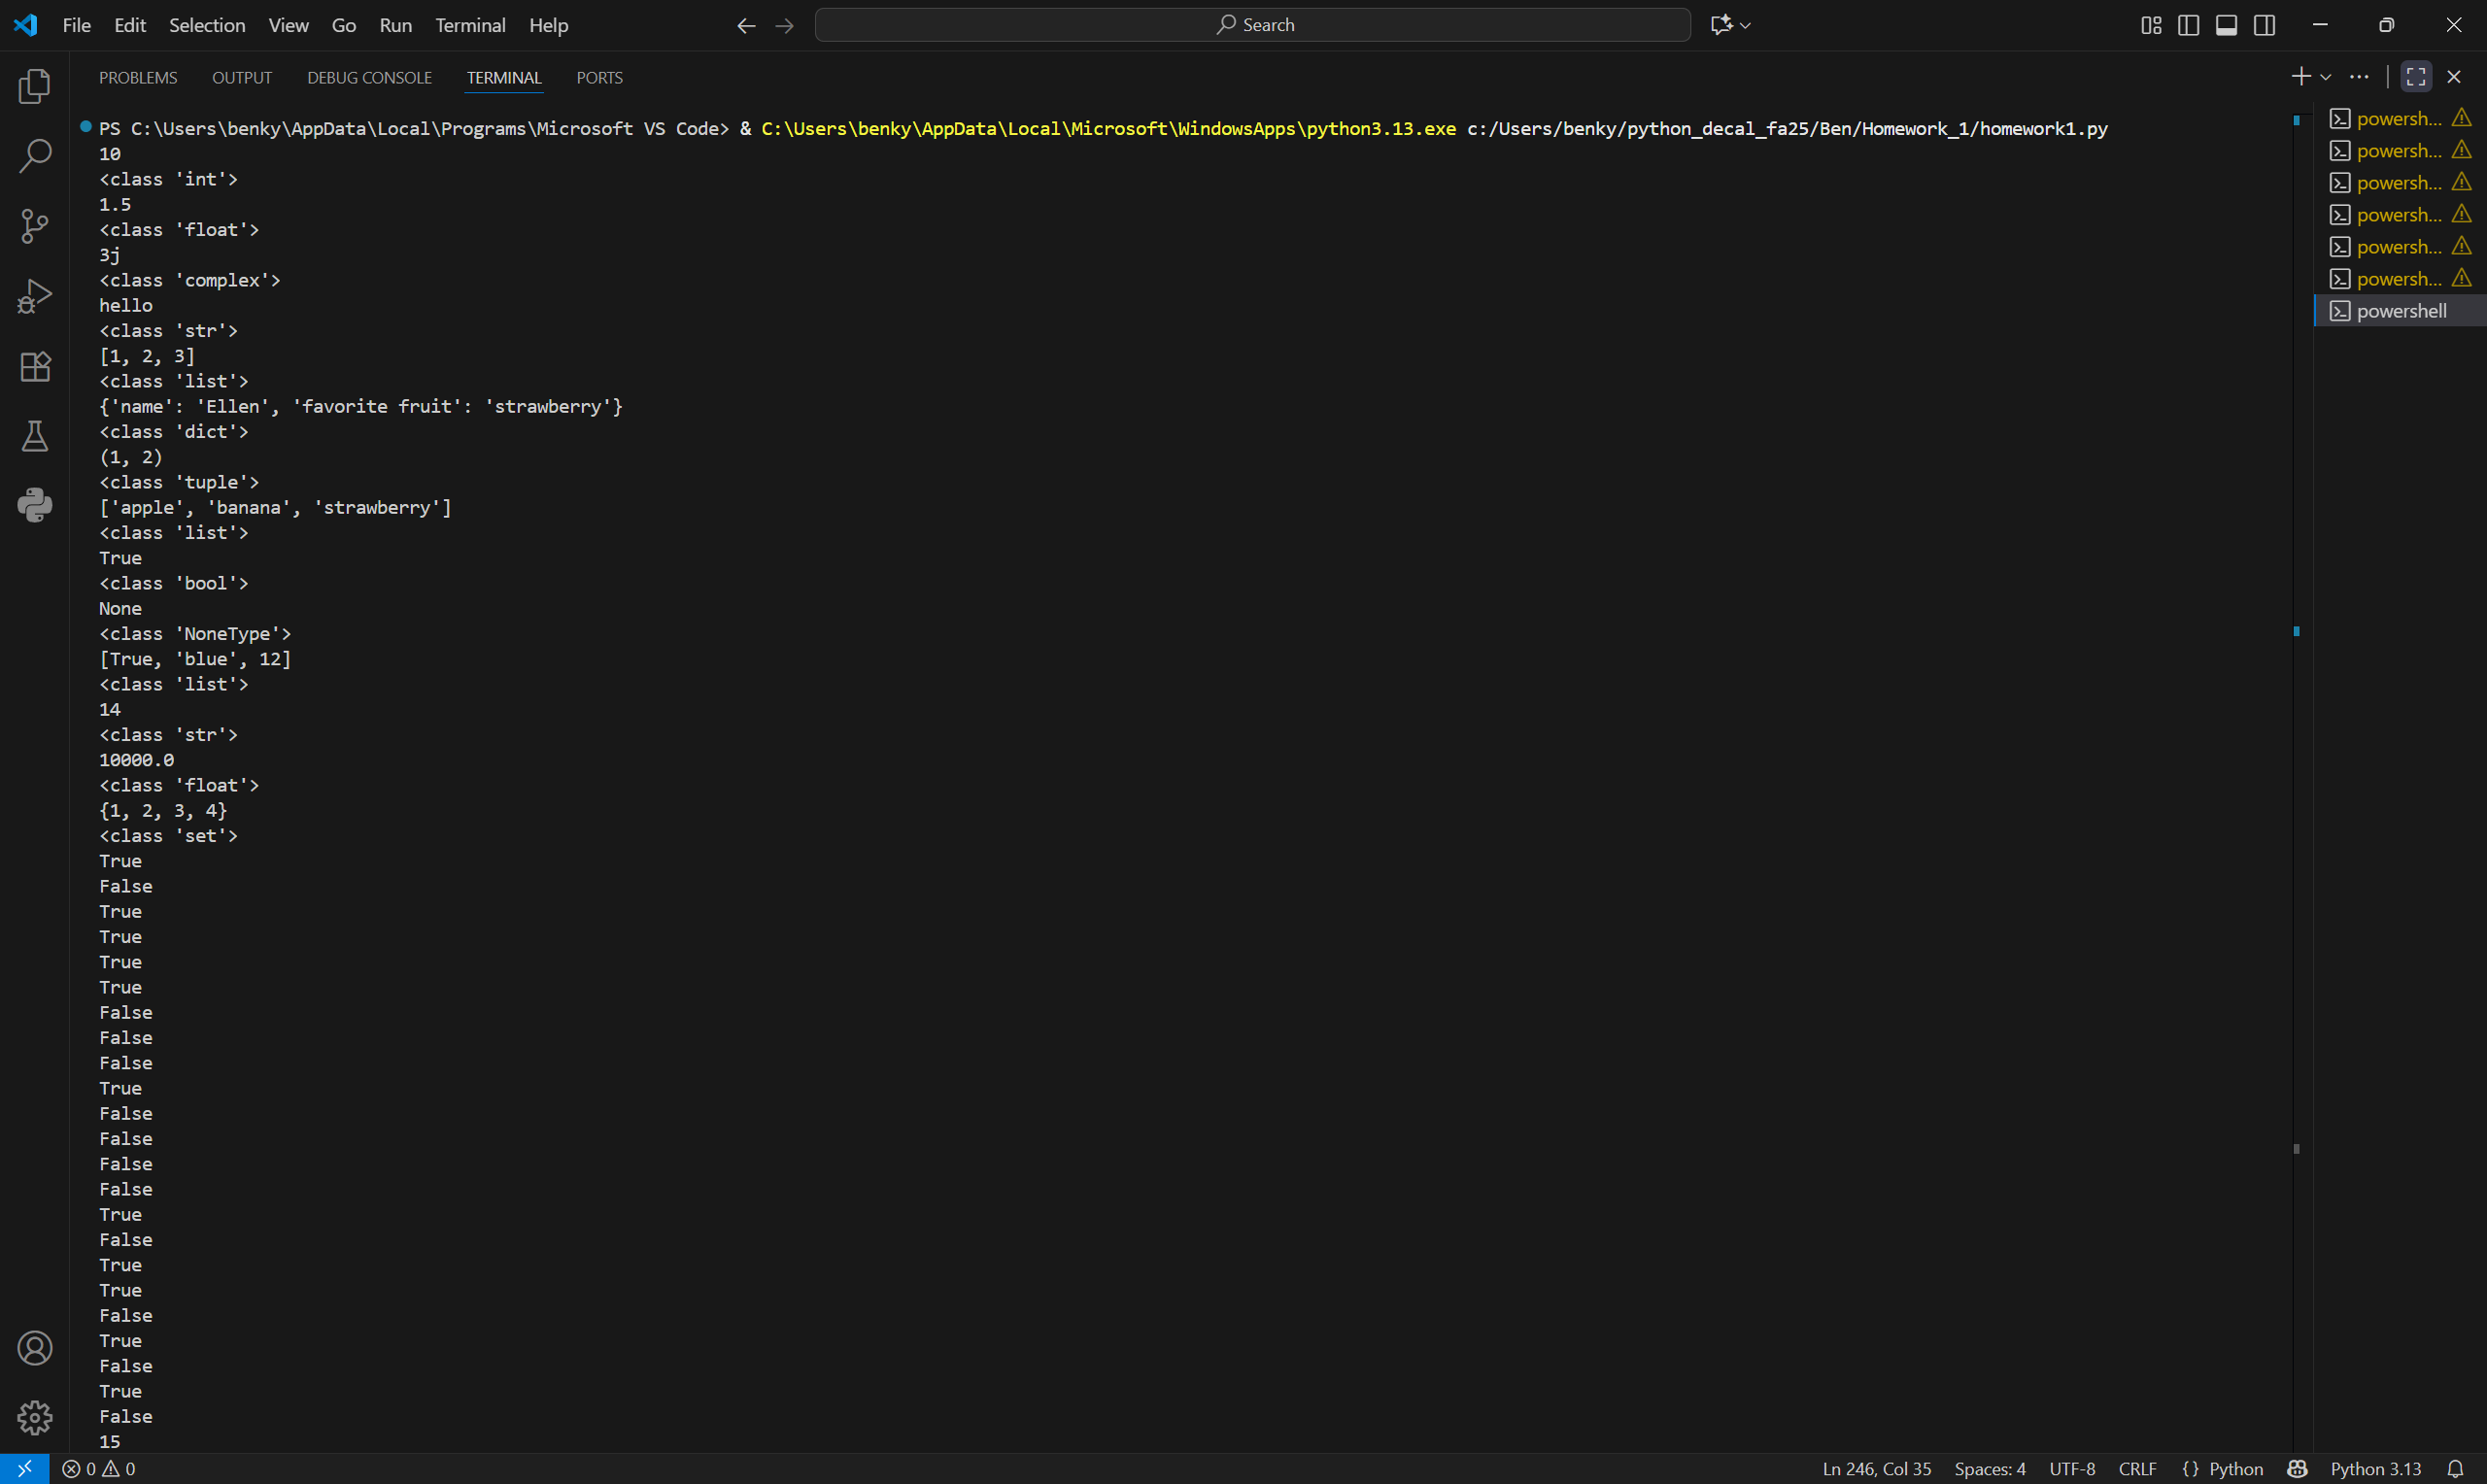 File Edit Selection View Go Run Terminal Help
Search
PROBLEMS OUTPUT DEBUG CONSOLE TERMINAL PORTS
PS C:\Users\benky\AppData\Local\Programs\Microsoft VS Code> & C:\Users\benky\AppData\Local\Microsoft\WindowsApps\python3.13.exe c:/Users/benky/python_decal_fa25/Ben/Homework_1/homework1.py
10
<class 'int'>
1.5
<class 'float'>
3j
<class 'complex'>
hello
<class 'str'>
[1, 2, 3]
<class 'list'>
{'name': 'Ellen', 'favorite fruit': 'strawberry'}
<class 'dict'>
(1, 2)
<class 'tuple'>
['apple', 'banana', 'strawberry']
<class 'list'>
True
<class 'bool'>
None
<class 'NoneType'>
[True, 'blue', 12]
<class 'list'>
14
<class 'str'>
10000.0
<class 'float'>
{1, 2, 3, 4}
<class 'set'>
True
False
True
True
True
True
False
False
False
True
False
False
False
False
True
False
True
True
False
True
False
True
False
15
powersh...
powersh...
powersh...
powersh...
powersh...
powersh...
powershell
0 0
Ln 246, Col 35 Spaces: 4 UTF-8 CRLF {} Python Python 3.13